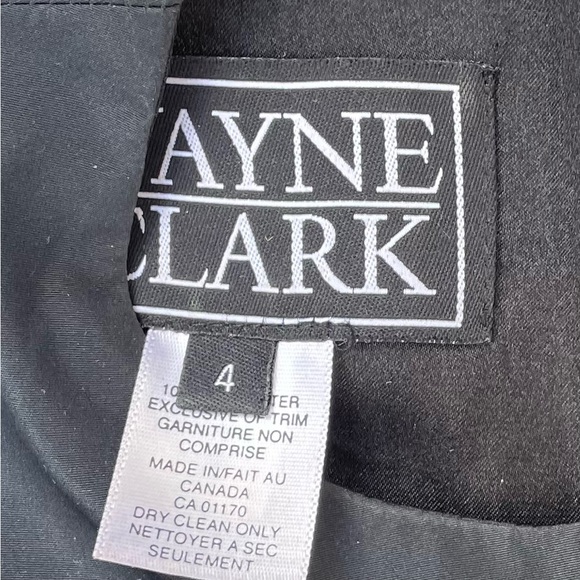 AYNE
CLARK
4
EXCLUSIVE OF TRIM
GARNITURE NON
COMPRISE
MADE IN/FAIT AU
CANADA
CA 01170
DRY CLEAN ONLY
NETTOYER A SEC
SEULEMENT